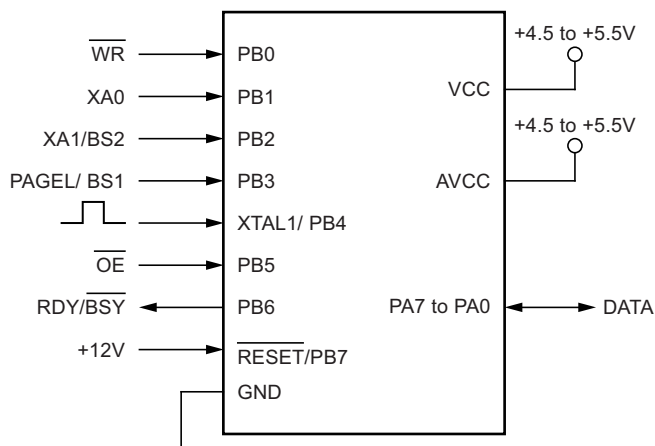 +4.5 to +5.5V
WR PB0
VCC
XA0 PB1
+4.5 to +5.5V
XA1/BS2 PB2
PAGEL/ BS1 PB3
AVCC
XTAL1/ PB4
OE PB5
RDY/BSY PB6
PA7 to PA0 DATA
+12V RESET/PB7
GND